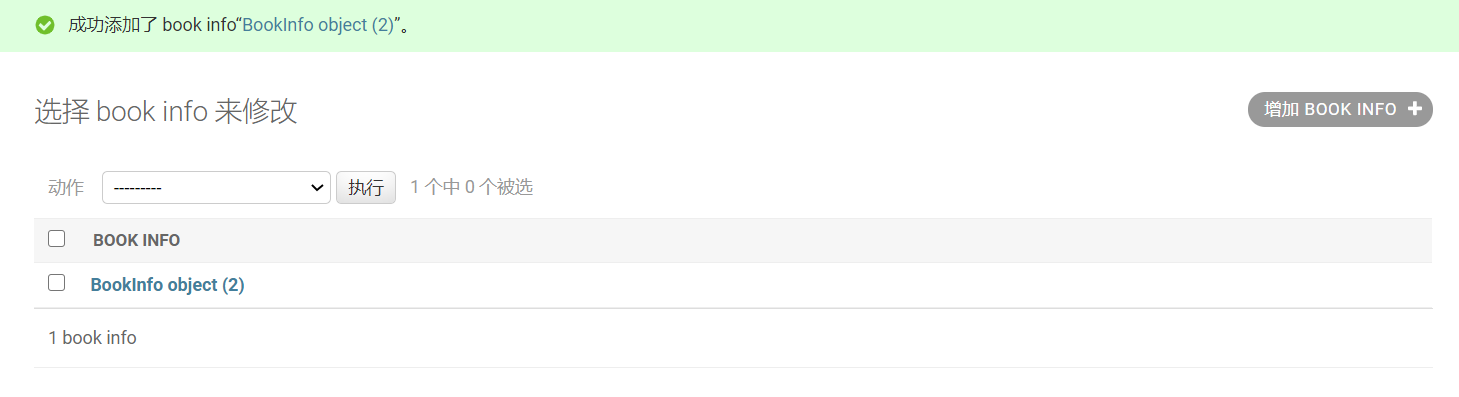 成功添加了 book info“BookInfo object (2)”。
选择 book info 来修改
增加 BOOK INFO
动作 --------- 执行 1 个中 0 个被选
BOOK INFO
BookInfo object (2)
1 book info